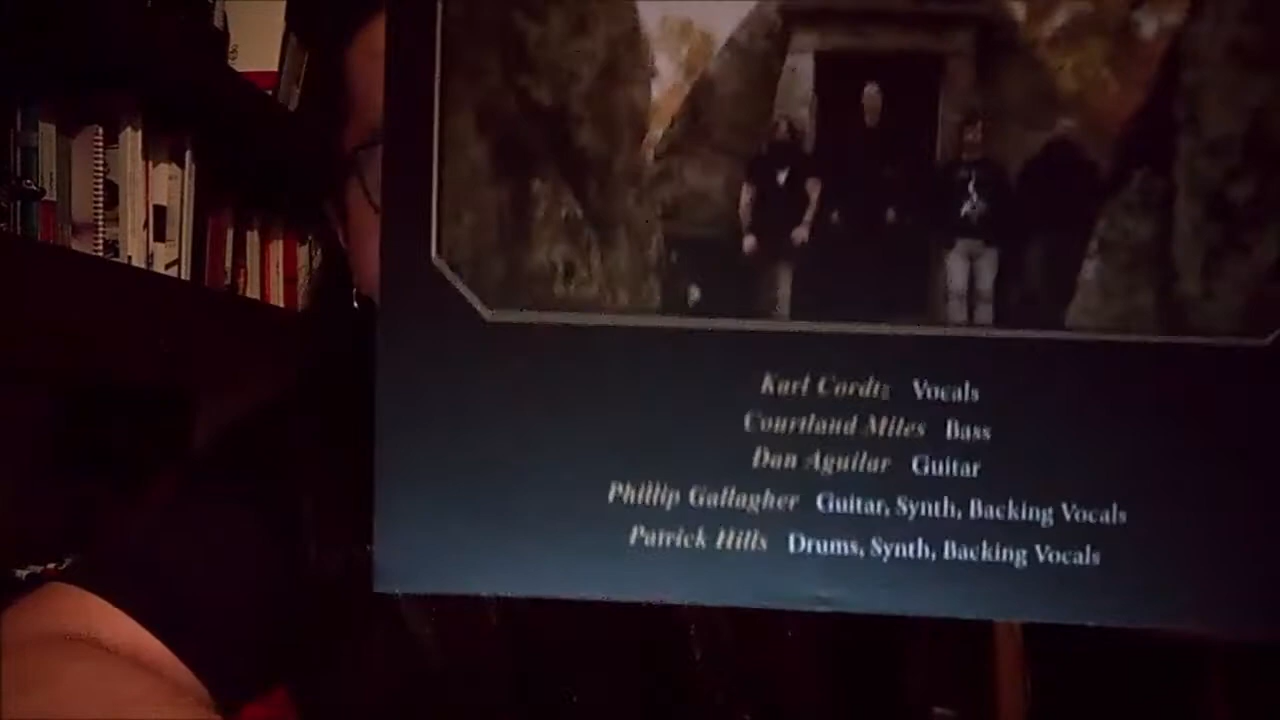 Karl Cordtz Vocals
Courtland Miles Bass
Dan Aguilar Guitar
Phillip Gallagher Guitar, Synth, Backing Vocals
Patrick Hills Drums, Synth, Backing Vocals